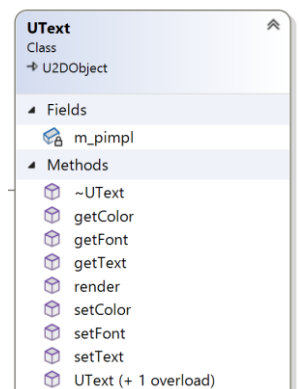 UText
Class
U2DObject
Fields
m_pimpl
Methods
~UText
getColor
getFont
getText
render
setColor
setFont
setText
UText (+ 1 overload)